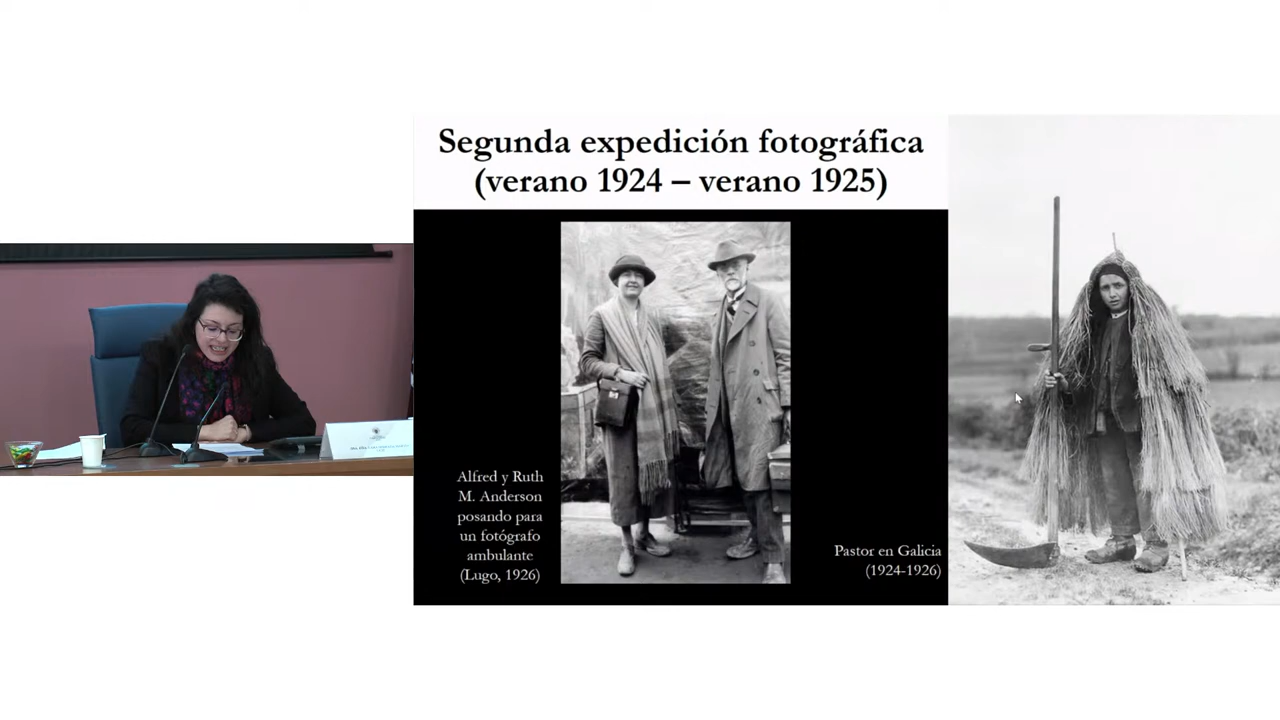 Segunda expedición fotográfica
(verano 1924 – verano 1925)
Alfred y Ruth
M. Anderson
posando para
un fotógrafo
ambulante
(Lugo, 1926)
Pastor en Galicia
(1924-1926)